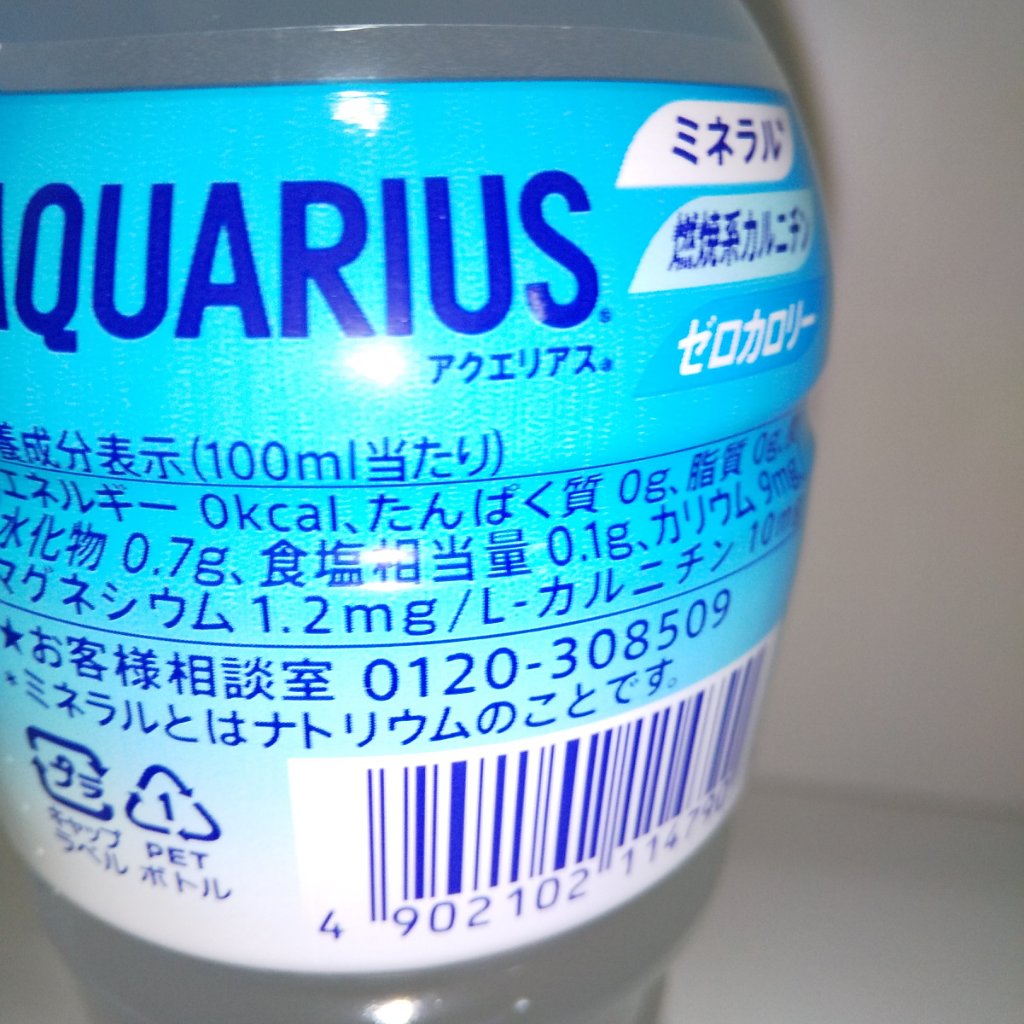 AQUARIUS
アクエリアス
ミネラル
燃焼系カルニチン
ゼロカロリー
養成分表示(100ml当たり)
エネルギー 0kcal、たんぱく質 0g、脂質 0g、
水化物 0.7g、食塩相当量 0.1g、カリウム 9mg、
マグネシウム 1.2mg/L-カルニチン 10m
★お客様相談室 0120-308509
*ミネラルとはナトリウムのことです。
プラ
キャップ
ラベル
1
PET
ボトル
4 902102 114790